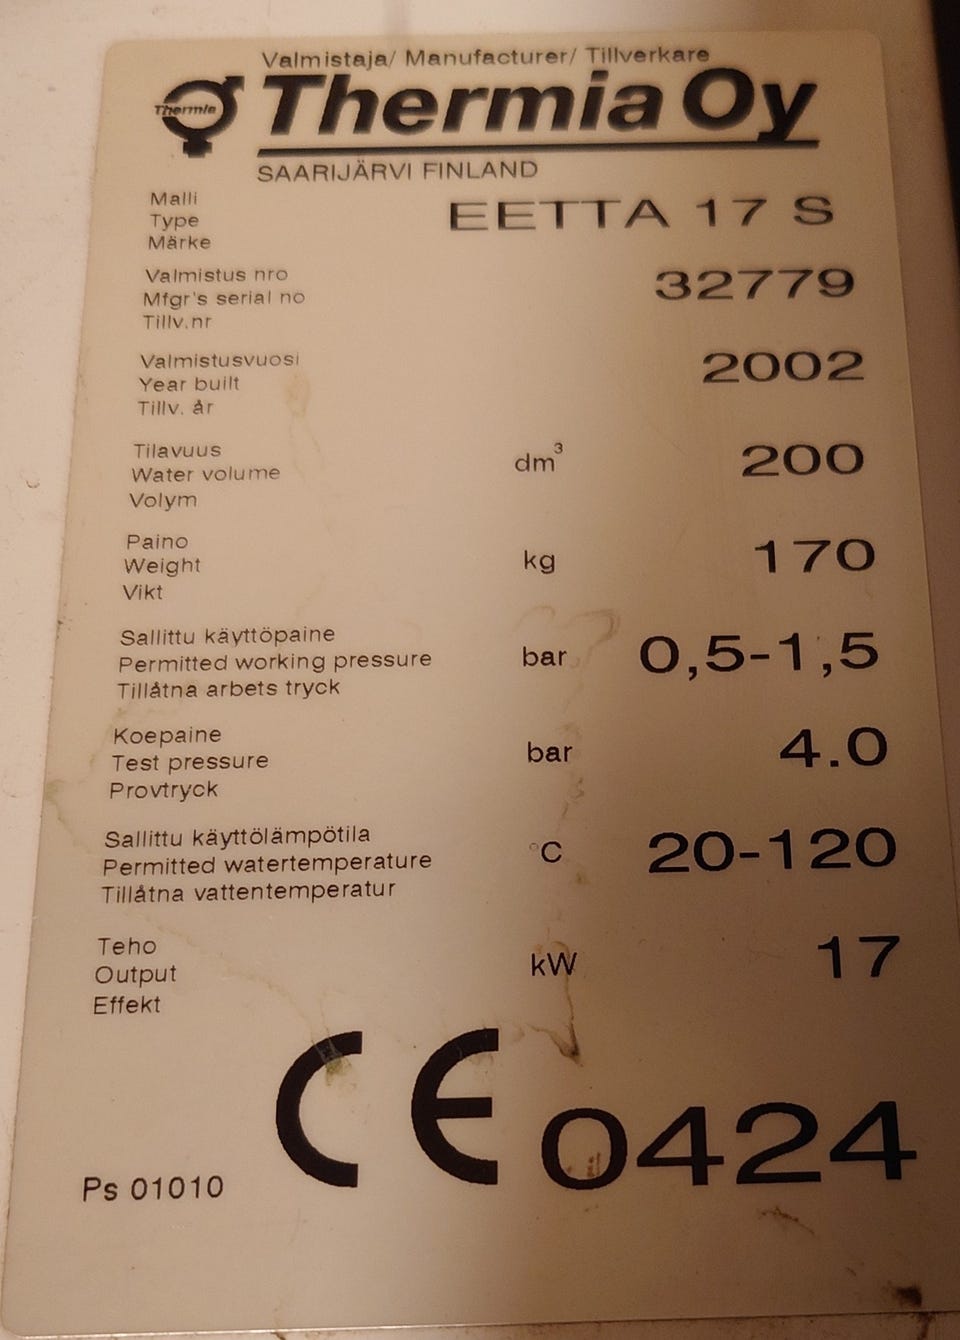 Valmistaja/ Manufacturer/ Tillverkare
Thermia
Thermia Oy
SAARIJÄRVI FINLAND
Malli
Type
Märke
EETTA 17 S
Valmistus nro
Mfgr's serial no
Tillv.nr
32779
Valmistusvuosi
Year built
Tillv. år
2002
Tilavuus
Water volume
Volym
dm³
200
Paino
Weight
Vikt
kg
170
Sallittu käyttöpaine
Permitted working pressure
Tillåtna arbets tryck
bar
0,5-1,5
Koepaine
Test pressure
Provtryck
bar
4.0
Sallittu käyttölämpötila
Permitted watertemperature
Tillåtna vattentemperatur
°C
20-120
Teho
Output
Effekt
kW
17
CE 0424
Ps 01010